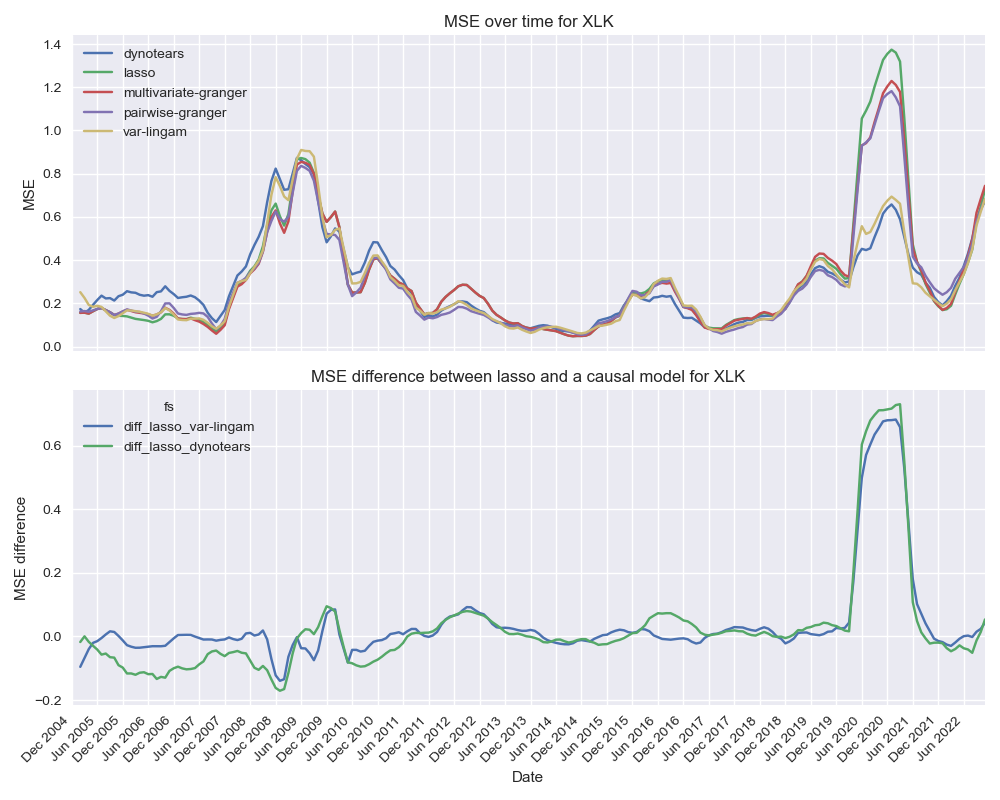 MSE over time for XLK
1.4
1.2
1.0
0.8
0.6
0.4
0.2
0.0
MSE
dynotears
lasso
multivariate-granger
pairwise-granger
var-lingam
MSE difference between lasso and a causal model for XLK
0.6
0.4
0.2
0.0
−0.2
MSE difference
fs
diff_lasso_var-lingam
diff_lasso_dynotears
Dec 2004
Jun 2005
Dec 2005
Jun 2006
Dec 2006
Jun 2007
Dec 2007
Jun 2008
Dec 2008
Jun 2009
Dec 2009
Jun 2010
Dec 2010
Jun 2011
Dec 2011
Jun 2012
Dec 2012
Jun 2013
Dec 2013
Jun 2014
Dec 2014
Jun 2015
Dec 2015
Jun 2016
Dec 2016
Jun 2017
Dec 2017
Jun 2018
Dec 2018
Jun 2019
Dec 2019
Jun 2020
Dec 2020
Jun 2021
Dec 2021
Jun 2022
Date